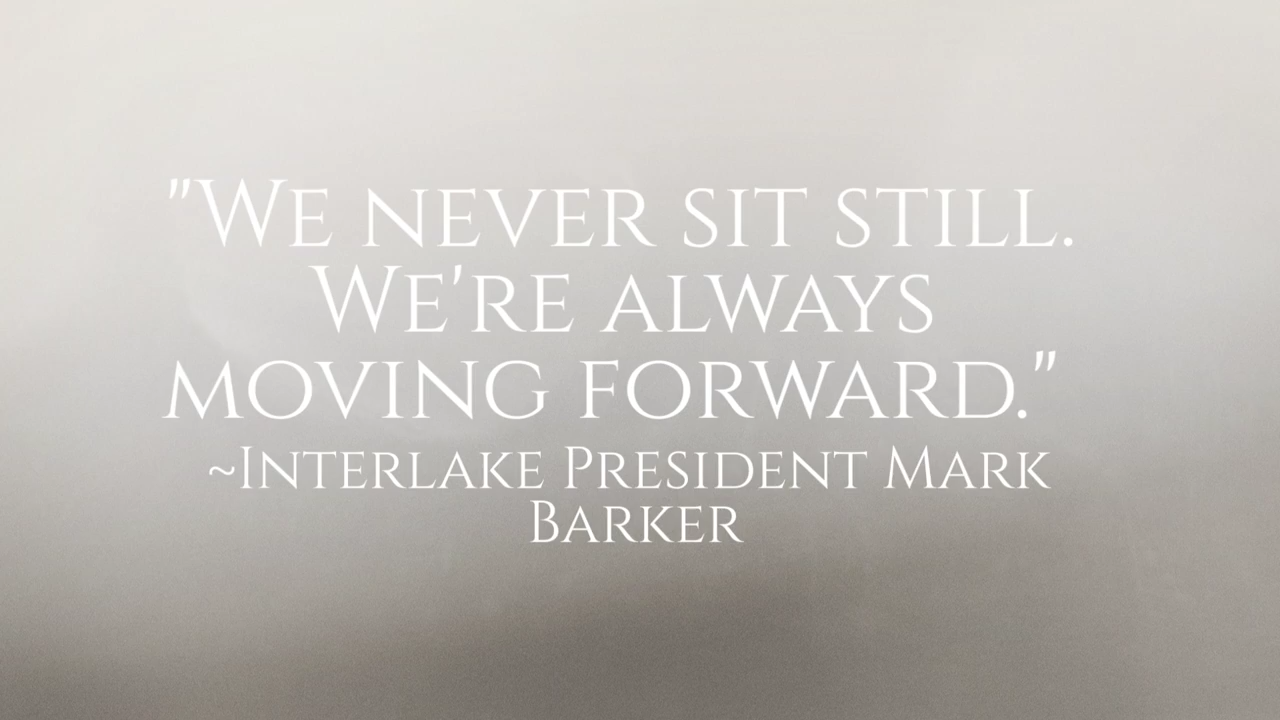 "We never sit still.
We're always
moving forward."
~Interlake President Mark
Barker